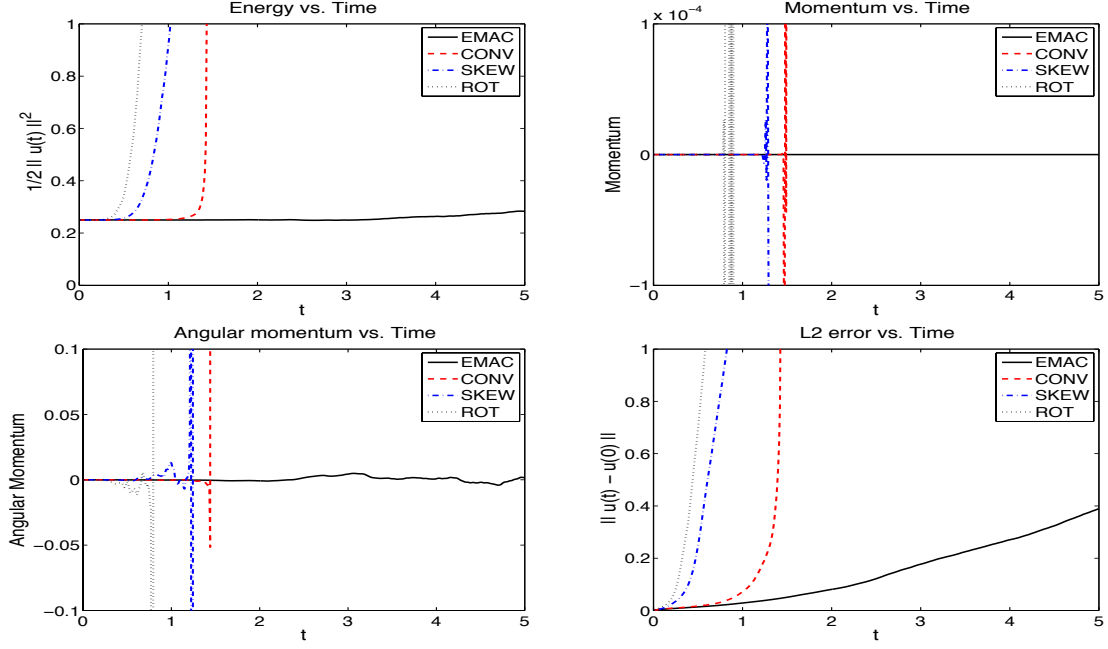 Energy vs. Time
1/2 || u(t) ||²
1
0.8
0.6
0.4
0.2
0
0
1
2
3
4
5
t
EMAC
CONV
SKEW
ROT
Momentum vs. Time
x 10⁻⁴
Momentum
1
0
−1
0
1
2
3
4
5
t
EMAC
CONV
SKEW
ROT
Angular momentum vs. Time
Angular Momentum
0.1
0.05
0
−0.05
−0.1
0
1
2
3
4
5
t
EMAC
CONV
SKEW
ROT
L2 error vs. Time
|| u(t) − u(0) ||
1
0.8
0.6
0.4
0.2
0
0
1
2
3
4
5
t
EMAC
CONV
SKEW
ROT